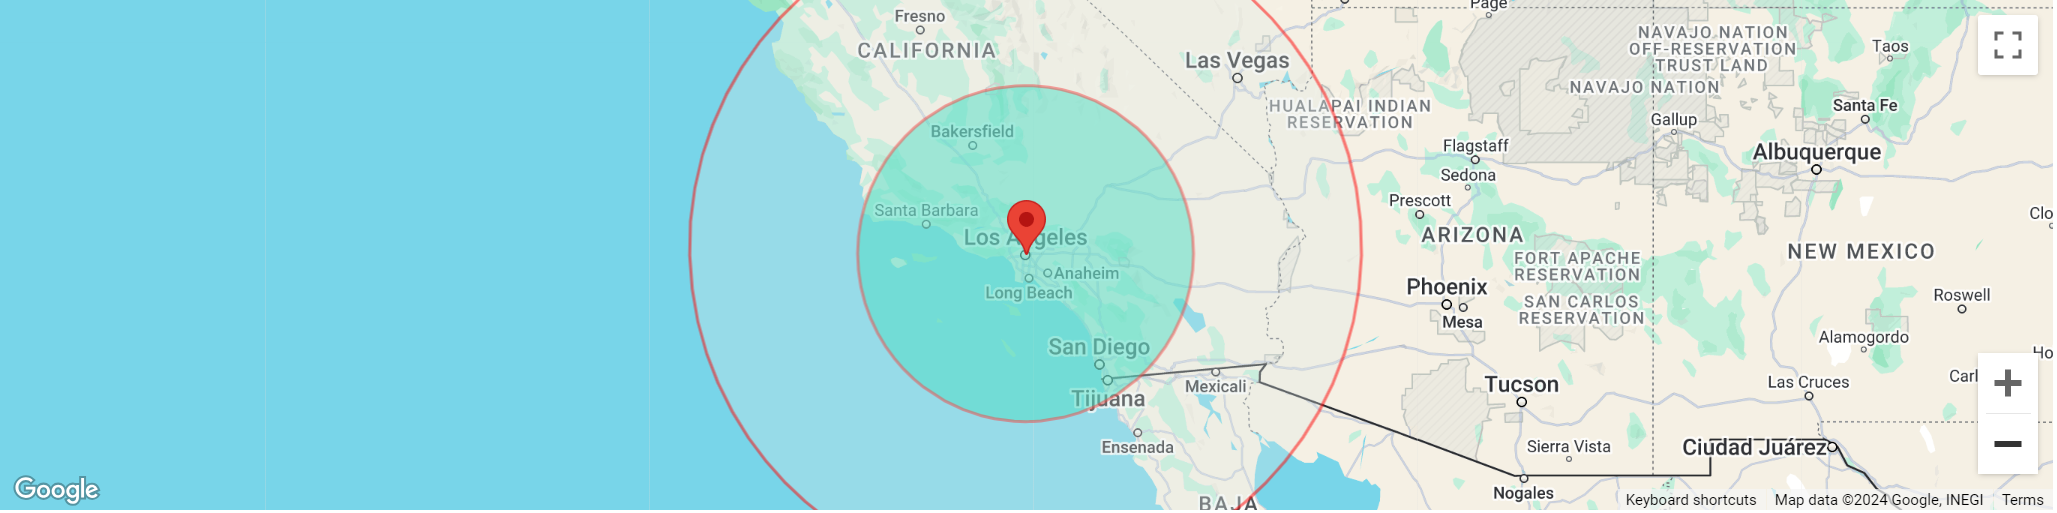 Page
Fresno
CALIFORNIA
Las Vegas
NAVAJO NATION
OFF-RESERVATION
TRUST LAND
NAVAJO NATION
Taos
HUALAPAI INDIAN
RESERVATION
Santa Fe
Gallup
Bakersfield
Flagstaff
Albuquerque
Sedona
Prescott
Santa Barbara
Clo
Los A geles
ARIZONA
NEW MEXICO
FORT APACHE
RESERVATION
Anaheim
Long Beach
Phoenix
Mesa
SAN CARLOS
RESERVATION
Roswell
Alamogordo
San Diego
Ho
Mexicali
Tucson
Las Cruces
Carl
Tijuana
Ensenada
Sierra Vista
Ciudad Juárez
Nogales
BAJA
Google
Keyboard shortcuts
Map data ©2024 Google, INEGI
Terms